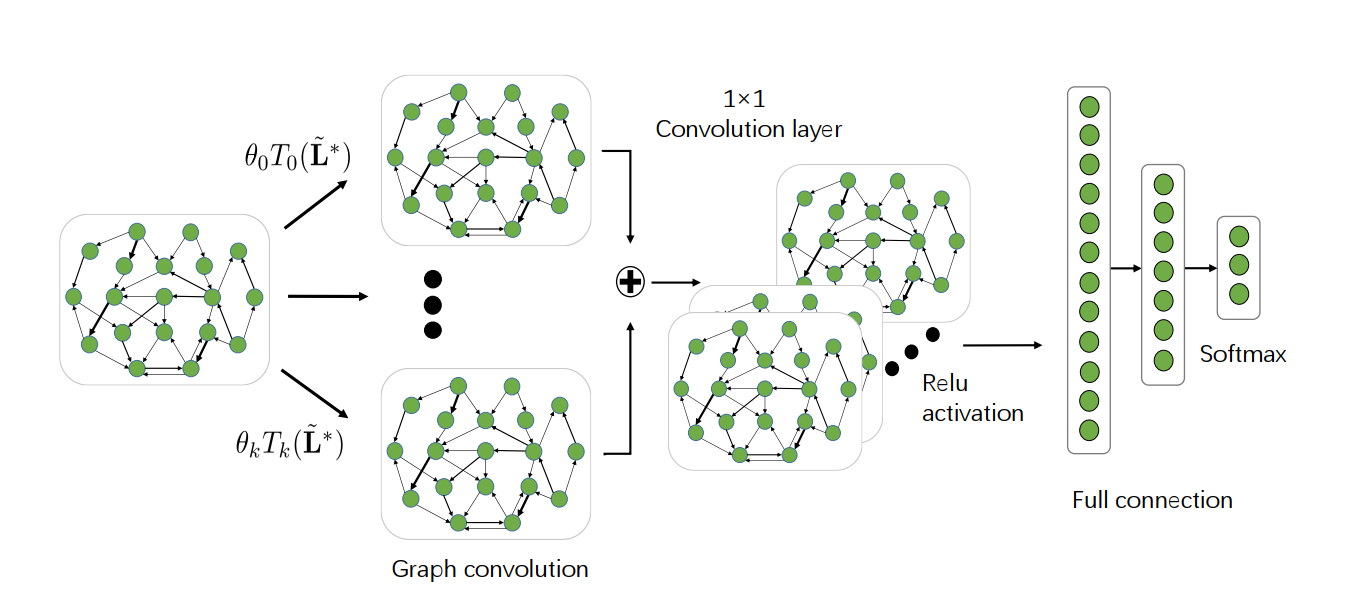 1×1
Convolution layer
θ₀T₀(L̃*)
θₖTₖ(L̃*)
Relu
activation
Softmax
Full connection
Graph convolution